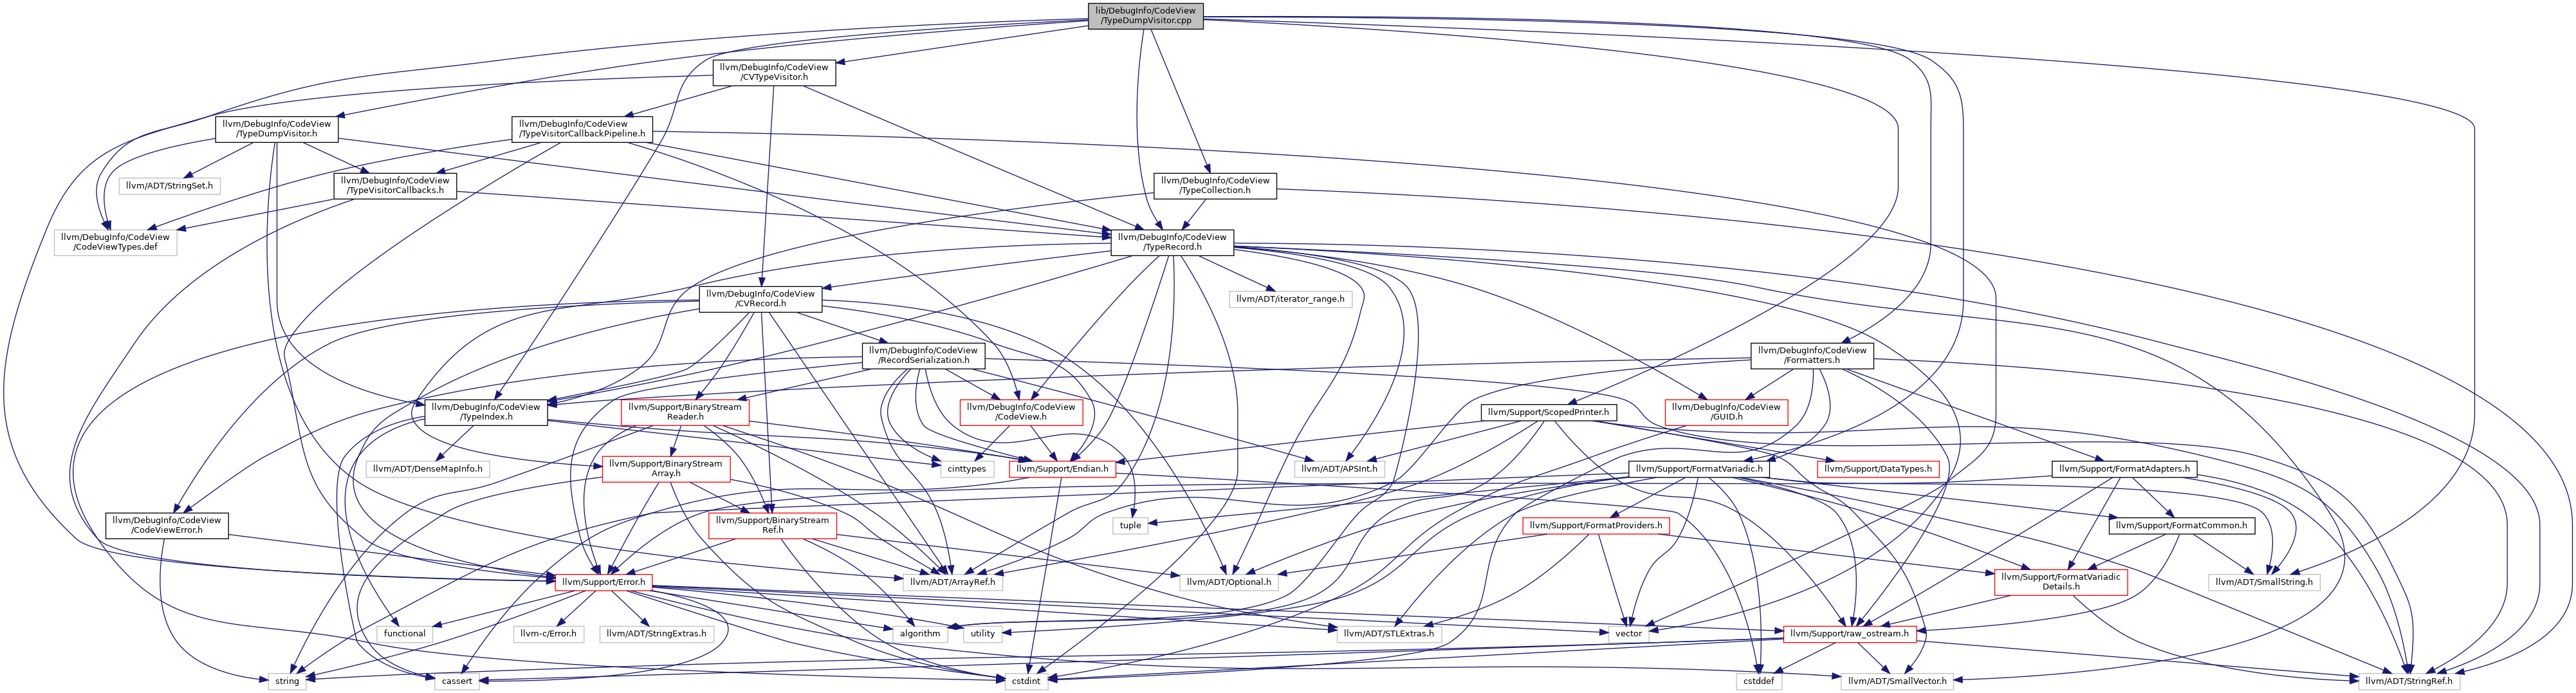 lib/DebugInfo/CodeView
/TypeDumpVisitor.cpp
llvm/DebugInfo/CodeView
/CVTypeVisitor.h
llvm/DebugInfo/CodeView
/TypeDumpVisitor.h
llvm/DebugInfo/CodeView
/TypeVisitorCallbackPipeline.h
llvm/ADT/StringSet.h
llvm/DebugInfo/CodeView
/TypeVisitorCallbacks.h
llvm/DebugInfo/CodeView
/TypeCollection.h
llvm/DebugInfo/CodeView
/CodeViewTypes.def
llvm/DebugInfo/CodeView
/TypeRecord.h
llvm/DebugInfo/CodeView
/CVRecord.h
llvm/ADT/iterator_range.h
llvm/DebugInfo/CodeView
/RecordSerialization.h
llvm/DebugInfo/CodeView
/Formatters.h
llvm/DebugInfo/CodeView
/TypeIndex.h
llvm/Support/BinaryStream
Reader.h
llvm/DebugInfo/CodeView
/CodeView.h
llvm/Support/ScopedPrinter.h
llvm/DebugInfo/CodeView
/GUID.h
llvm/ADT/DenseMapInfo.h
llvm/Support/BinaryStream
Array.h
cinttypes
llvm/Support/Endian.h
llvm/ADT/APSInt.h
llvm/Support/FormatVariadic.h
llvm/Support/DataTypes.h
llvm/Support/FormatAdapters.h
llvm/DebugInfo/CodeView
/CodeViewError.h
llvm/Support/BinaryStream
Ref.h
tuple
llvm/Support/FormatProviders.h
llvm/Support/FormatCommon.h
llvm/Support/Error.h
llvm/ADT/ArrayRef.h
llvm/ADT/Optional.h
llvm/Support/FormatVariadic
Details.h
llvm/ADT/SmallString.h
functional
llvm-c/Error.h
llvm/ADT/StringExtras.h
algorithm
utility
llvm/ADT/STLExtras.h
vector
llvm/Support/raw_ostream.h
string
cassert
cstdint
cstddef
llvm/ADT/SmallVector.h
llvm/ADT/StringRef.h